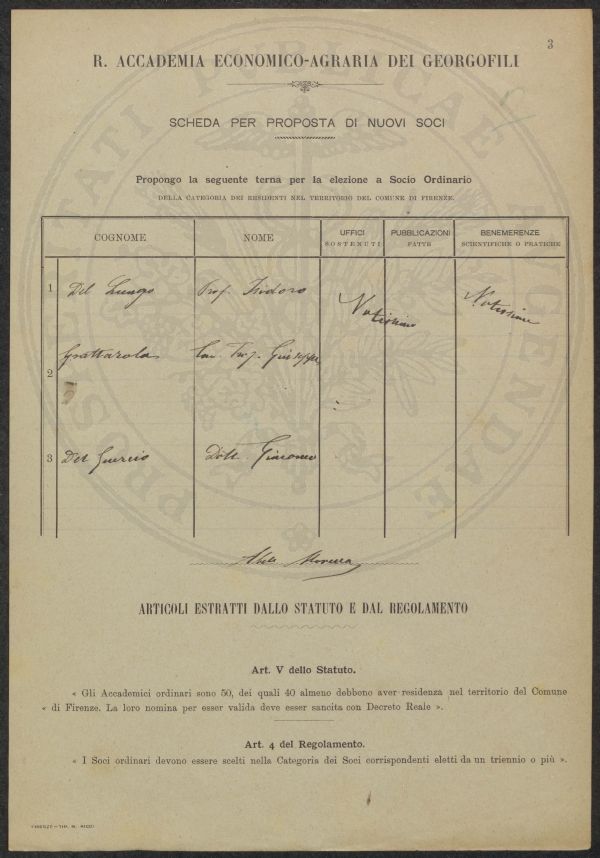 3
R. ACCADEMIA ECONOMICO-AGRARIA DEI GEORGOFILI
SCHEDA PER PROPOSTA DI NUOVI SOCI
Propongo la seguente terna per la elezione a Socio Ordinario
DELLA CATEGORIA DEI RESIDENTI NEL TERRITORIO DEL COMUNE DI FIRENZE.
COGNOME NOME UFFICI SOSTENUTI PUBBLICAZIONI FATTE BENEMERENZE SCIENTIFICHE O PRATICHE
1 Del Lungo Prof. Isidoro Notissimo Notissime
2 Grattarola Cav. Prof. Giuseppe
3 Del Guercio Dott. Giacomo
ARTICOLI ESTRATTI DALLO STATUTO E DAL REGOLAMENTO
Art. V dello Statuto.
« Gli Accademici ordinari sono 50, dei quali 40 almeno debbono aver residenza nel territorio del Comune
« di Firenze. La loro nomina per esser valida deve esser sancita con Decreto Reale ».
Art. 4 del Regolamento.
« I Soci ordinari devono essere scelti nella Categoria dei Soci corrispondenti eletti da un triennio o più ».
FIRENZE — TIP. M. RICCI